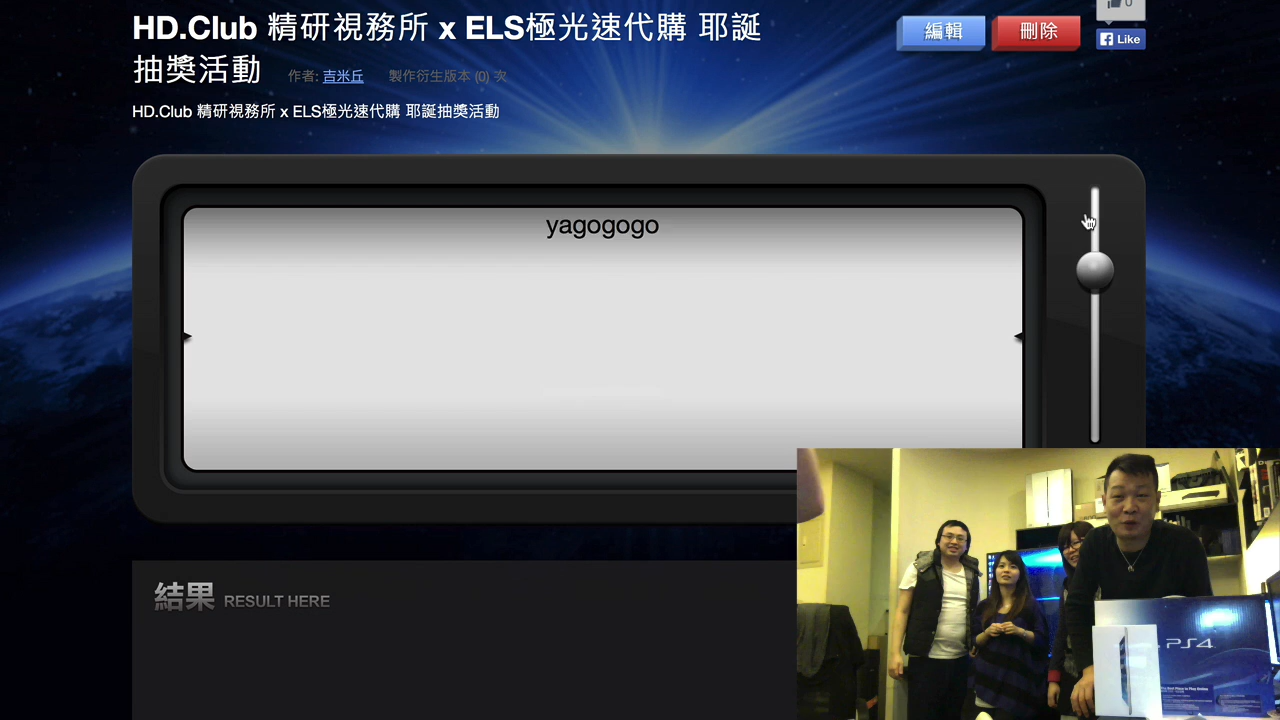 HD.Club 精研視務所 x ELS極光速代購 耶誕
抽獎活動 作者: 吉米丘 製作衍生版本 (0) 次
編輯
刪除
0
Like
HD.Club 精研視務所 x ELS極光速代購 耶誕抽獎活動
yagogogo
結果 RESULT HERE
PS4